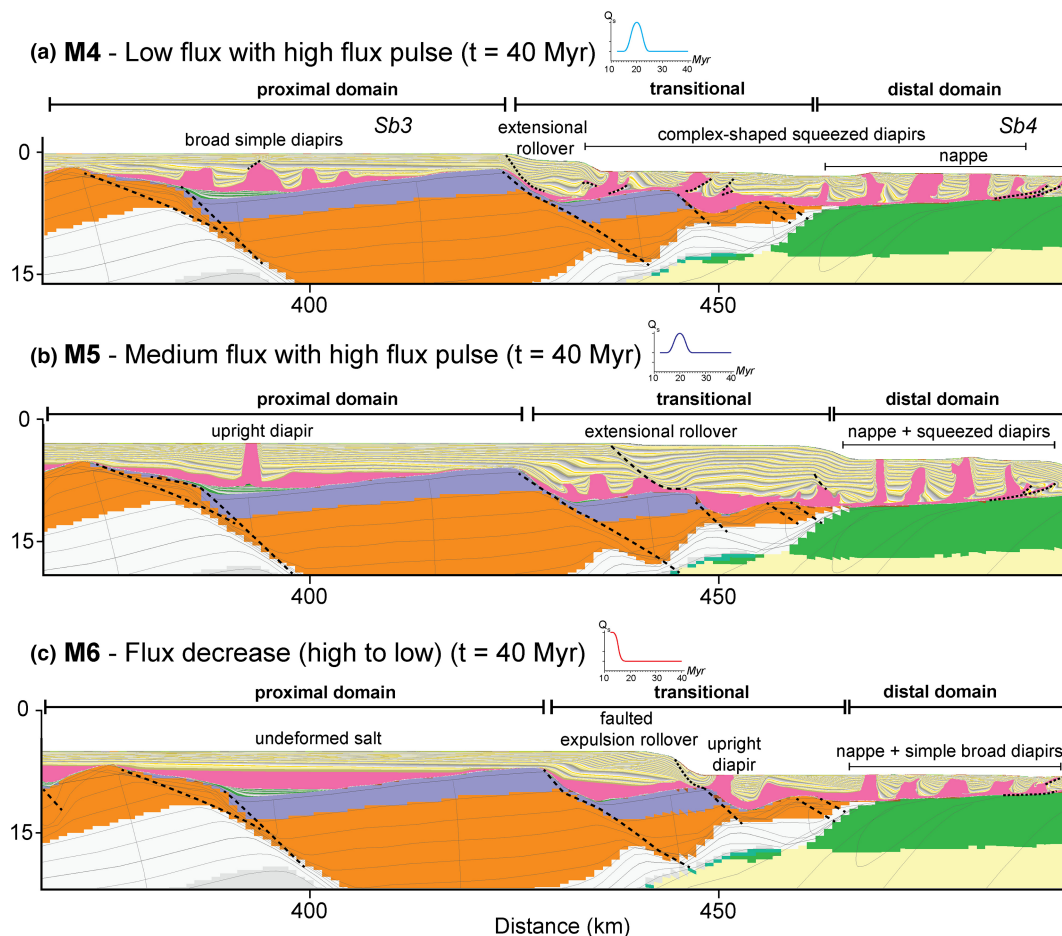 (a) M4 - Low flux with high flux pulse (t = 40 Myr)
Qs
10 20 30 40
Myr
proximal domain
transitional
distal domain
Sb3
broad simple diapirs
extensional
rollover
complex-shaped squeezed diapirs
Sb4
nappe
0
15
400
450
(b) M5 - Medium flux with high flux pulse (t = 40 Myr)
Qs
10 20 30 40
Myr
proximal domain
transitional
distal domain
upright diapir
extensional rollover
nappe + squeezed diapirs
0
15
400
450
(c) M6 - Flux decrease (high to low) (t = 40 Myr)
Qs
10 20 30 40
Myr
proximal domain
transitional
distal domain
undeformed salt
faulted
expulsion rollover
upright
diapir
nappe + simple broad diapirs
0
15
400
450
Distance (km)